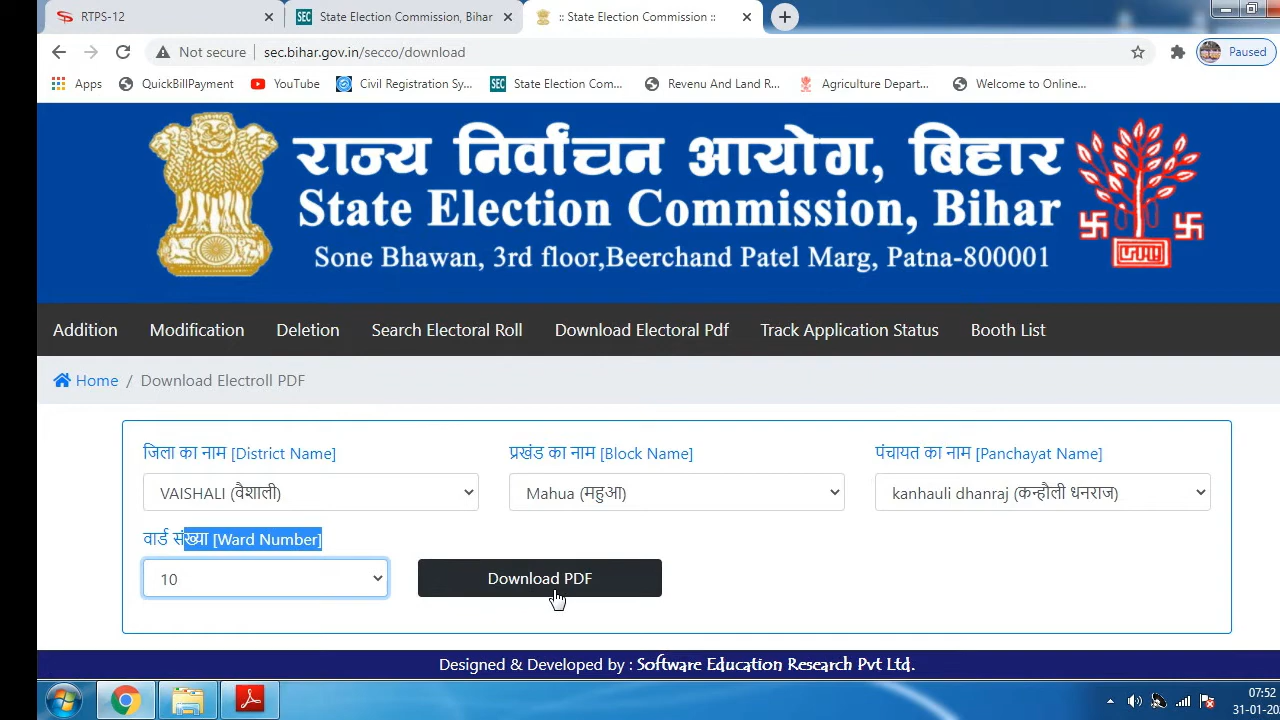 RTPS-12
State Election Commission, Bihar
:: State Election Commission ::
Not secure
sec.bihar.gov.in/secco/download
Paused
Apps
QuickBillPayment
YouTube
Civil Registration Sy...
SEC
State Election Com...
Revenu And Land R...
Agriculture Depart...
Welcome to Online...
राज्य निर्वाचन आयोग, बिहार
State Election Commission, Bihar
Sone Bhawan, 3rd floor,Beerchand Patel Marg, Patna-800001
Addition Modification Deletion Search Electoral Roll Download Electoral Pdf Track Application Status Booth List
Home / Download Electroll PDF
जिला का नाम [District Name] प्रखंड का नाम [Block Name] पंचायत का नाम [Panchayat Name]
VAISHALI (वैशाली) Mahua (महुआ) kanhauli dhanraj (कन्हौली धनराज)
वार्ड संख्या [Ward Number]
10 Download PDF
Designed & Developed by : Software Education Research Pvt Ltd.
07:52
31-01-20